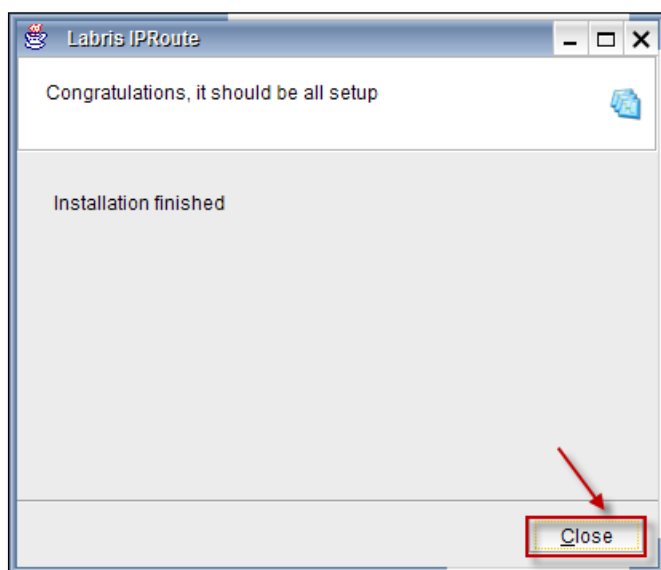 Labris IPRoute
Congratulations, it should be all setup
Installation finished
Close